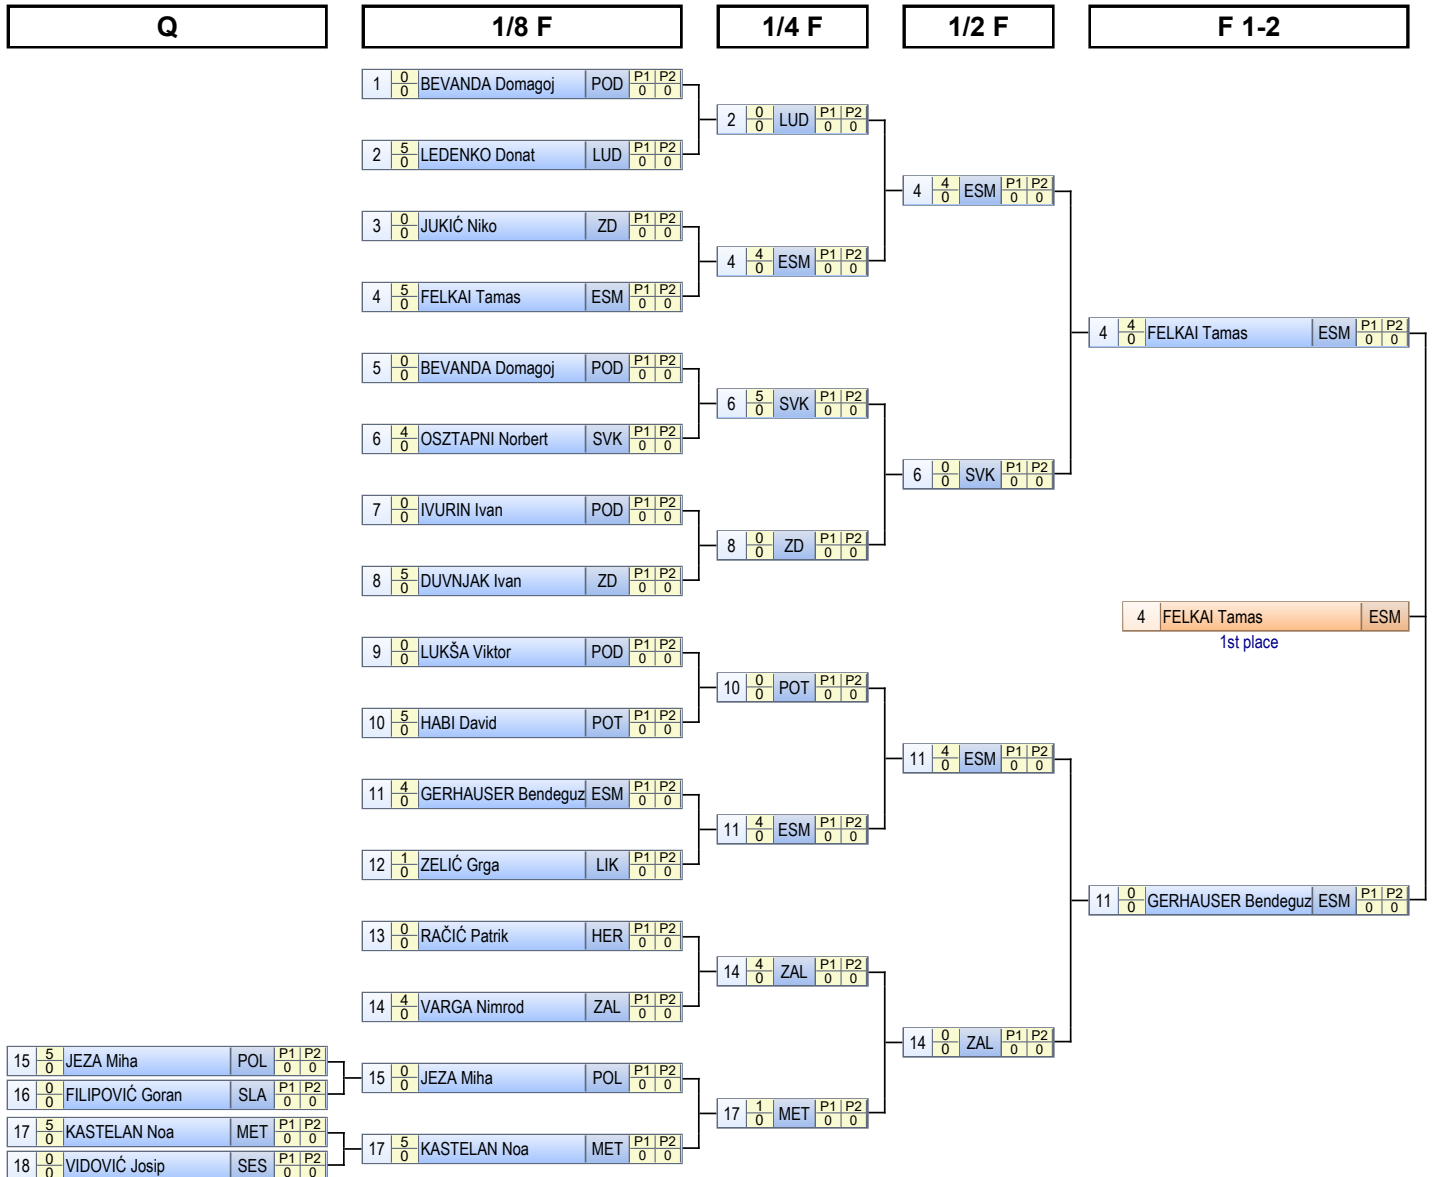 Q 1/8 F 1/4 F 1/2 F F 1-2
1 0 0 BEVANDA Domagoj POD P1 P2 0 0
2 0 0 LUD P1 P2 0 0
2 5 0 LEDENKO Donat LUD P1 P2 0 0
4 4 0 ESM P1 P2 0 0
3 0 0 JUKIĆ Niko ZD P1 P2 0 0
4 4 0 ESM P1 P2 0 0
4 5 0 FELKAI Tamas ESM P1 P2 0 0
4 4 0 FELKAI Tamas ESM P1 P2 0 0
5 0 0 BEVANDA Domagoj POD P1 P2 0 0
6 5 0 SVK P1 P2 0 0
6 4 0 OSZTAPNI Norbert SVK P1 P2 0 0
6 0 0 SVK P1 P2 0 0
7 0 0 IVURIN Ivan POD P1 P2 0 0
8 0 0 ZD P1 P2 0 0
8 5 0 DUVNJAK Ivan ZD P1 P2 0 0
4 FELKAI Tamas ESM
1st place
9 0 0 LUKŠA Viktor POD P1 P2 0 0
10 0 0 POT P1 P2 0 0
10 5 0 HABI David POT P1 P2 0 0
11 4 0 ESM P1 P2 0 0
11 4 0 GERHAUSER Bendeguz ESM P1 P2 0 0
11 4 0 ESM P1 P2 0 0
12 1 0 ZELIĆ Grga LIK P1 P2 0 0
11 0 0 GERHAUSER Bendeguz ESM P1 P2 0 0
13 0 0 RAČIĆ Patrik HER P1 P2 0 0
14 4 0 ZAL P1 P2 0 0
14 4 0 VARGA Nimrod ZAL P1 P2 0 0
14 0 0 ZAL P1 P2 0 0
15 5 0 JEZA Miha POL P1 P2 0 0
15 0 0 JEZA Miha POL P1 P2 0 0
16 0 0 FILIPOVIĆ Goran SLA P1 P2 0 0
17 1 0 MET P1 P2 0 0
17 5 0 KASTELAN Noa MET P1 P2 0 0
17 5 0 KASTELAN Noa MET P1 P2 0 0
18 0 0 VIDOVIĆ Josip SES P1 P2 0 0